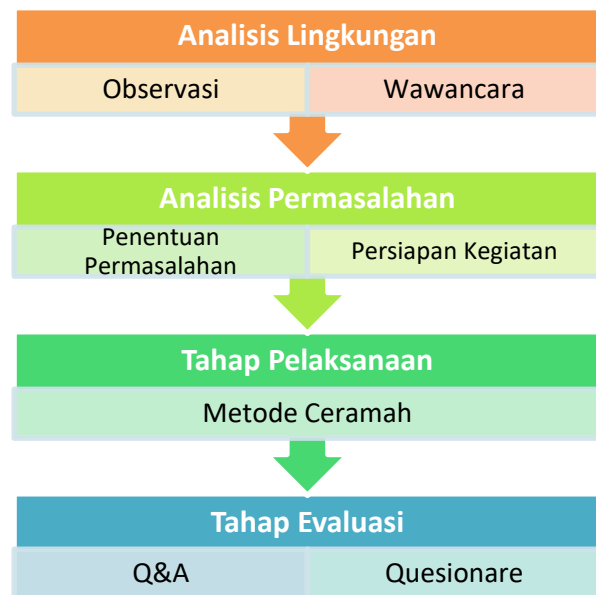 Analisis Lingkungan
Observasi
Wawancara
Analisis Permasalahan
Penentuan
Permasalahan
Persiapan Kegiatan
Tahap Pelaksanaan
Metode Ceramah
Tahap Evaluasi
Q&A
Quesionare